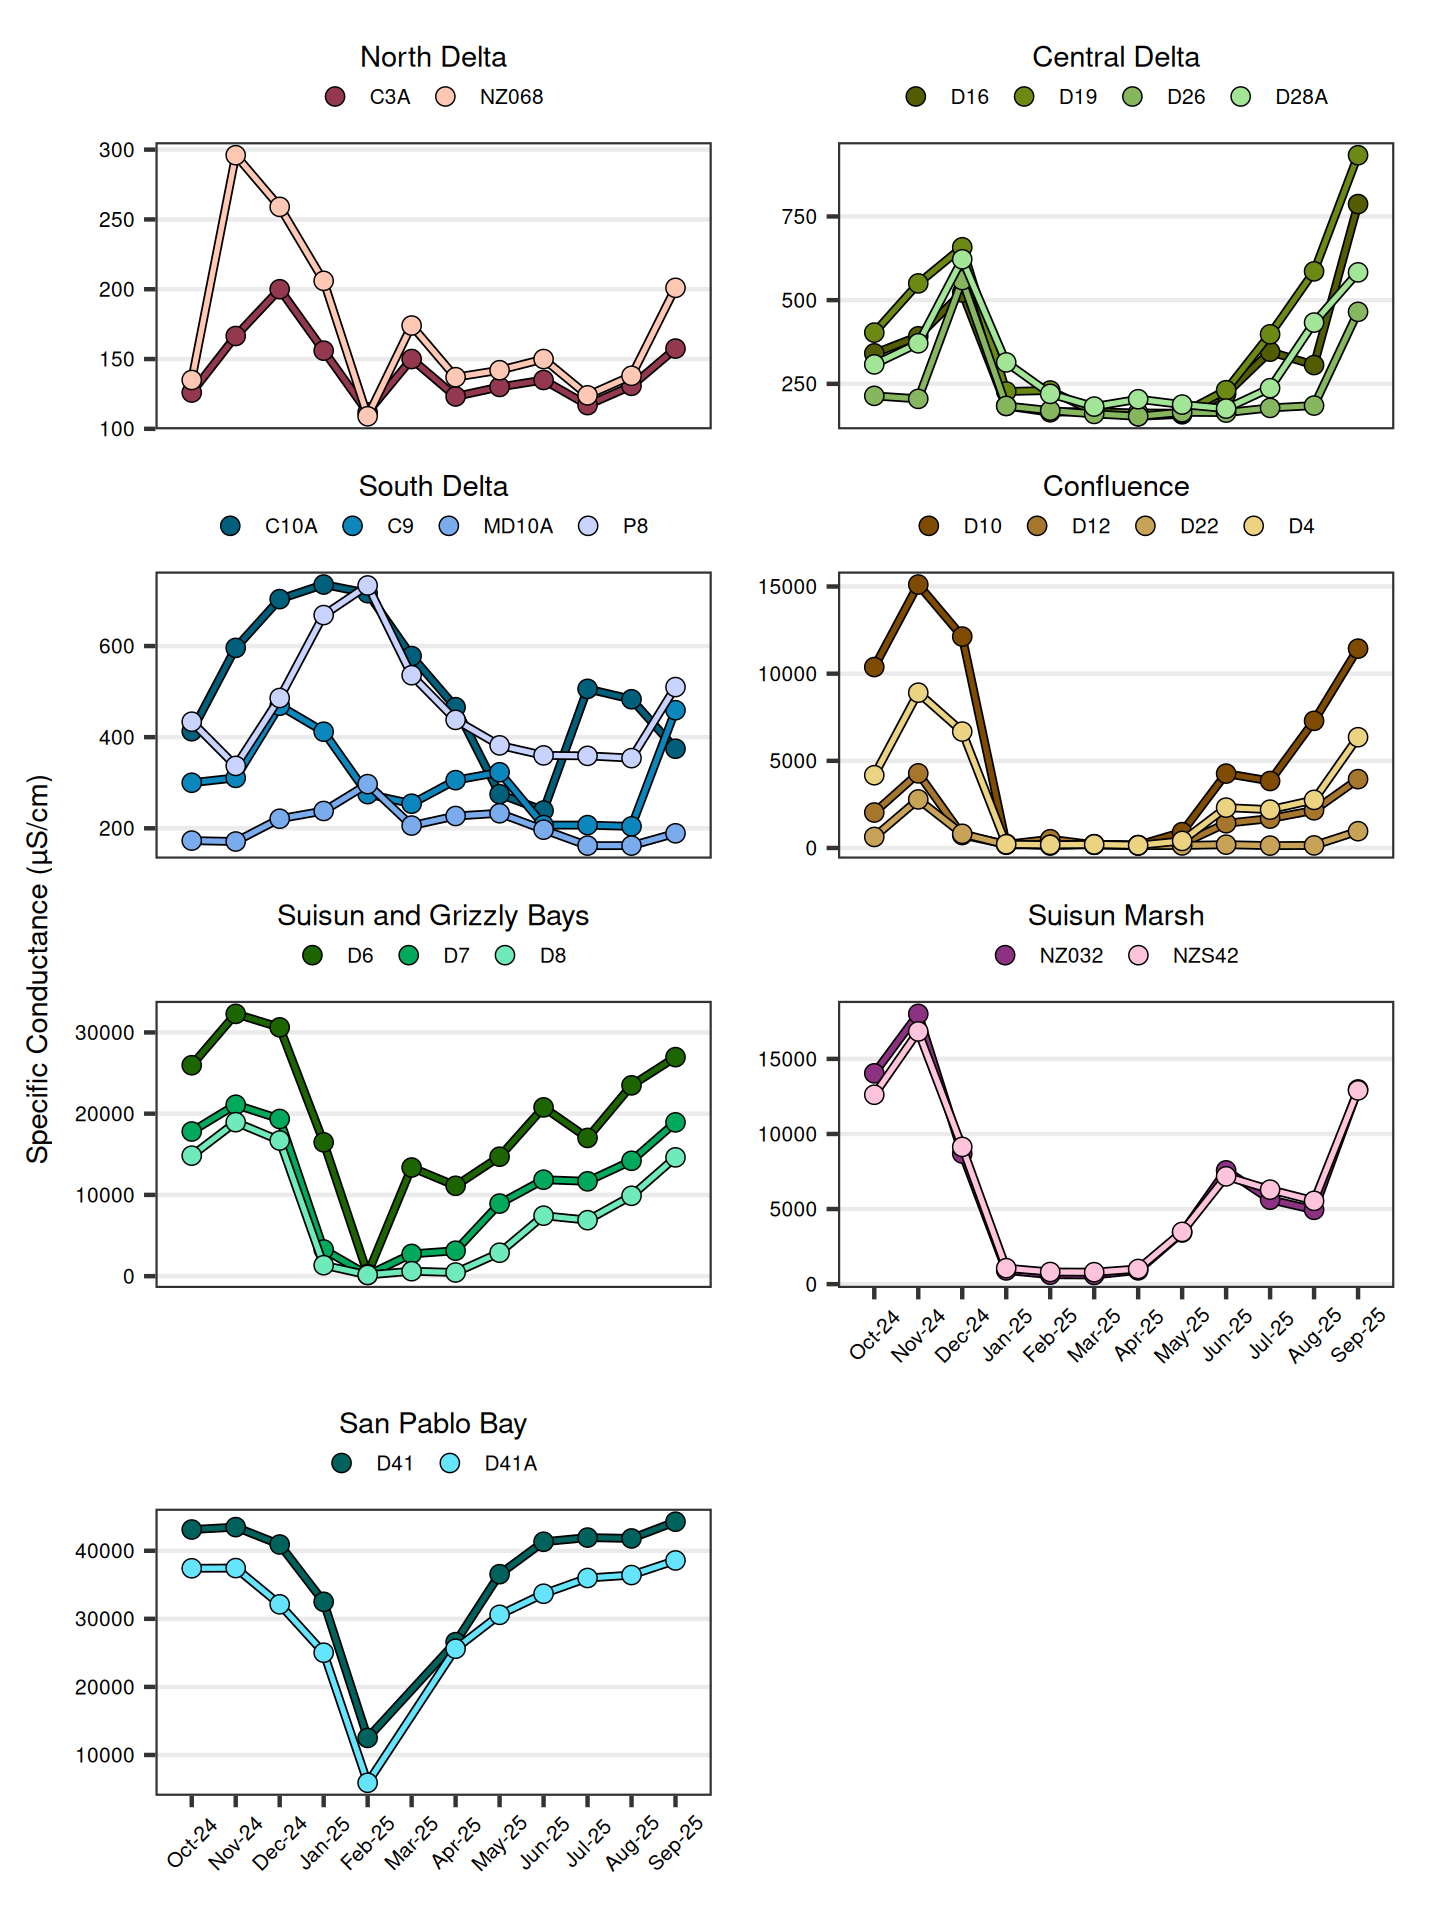 North Delta
C3A NZ068
300
250
200
150
100
Central Delta
D16 D19 D26 D28A
750
500
250
South Delta
C10A C9 MD10A P8
600
400
200
Confluence
D10 D12 D22 D4
15000
10000
5000
0
Specific Conductance (µS/cm)
Suisun and Grizzly Bays
D6 D7 D8
30000
20000
10000
0
Suisun Marsh
NZ032 NZS42
15000
10000
5000
0
Oct-24 Nov-24 Dec-24 Jan-25 Feb-25 Mar-25 Apr-25 May-25 Jun-25 Jul-25 Aug-25 Sep-25
San Pablo Bay
D41 D41A
40000
30000
20000
10000
Oct-24 Nov-24 Dec-24 Jan-25 Feb-25 Mar-25 Apr-25 May-25 Jun-25 Jul-25 Aug-25 Sep-25